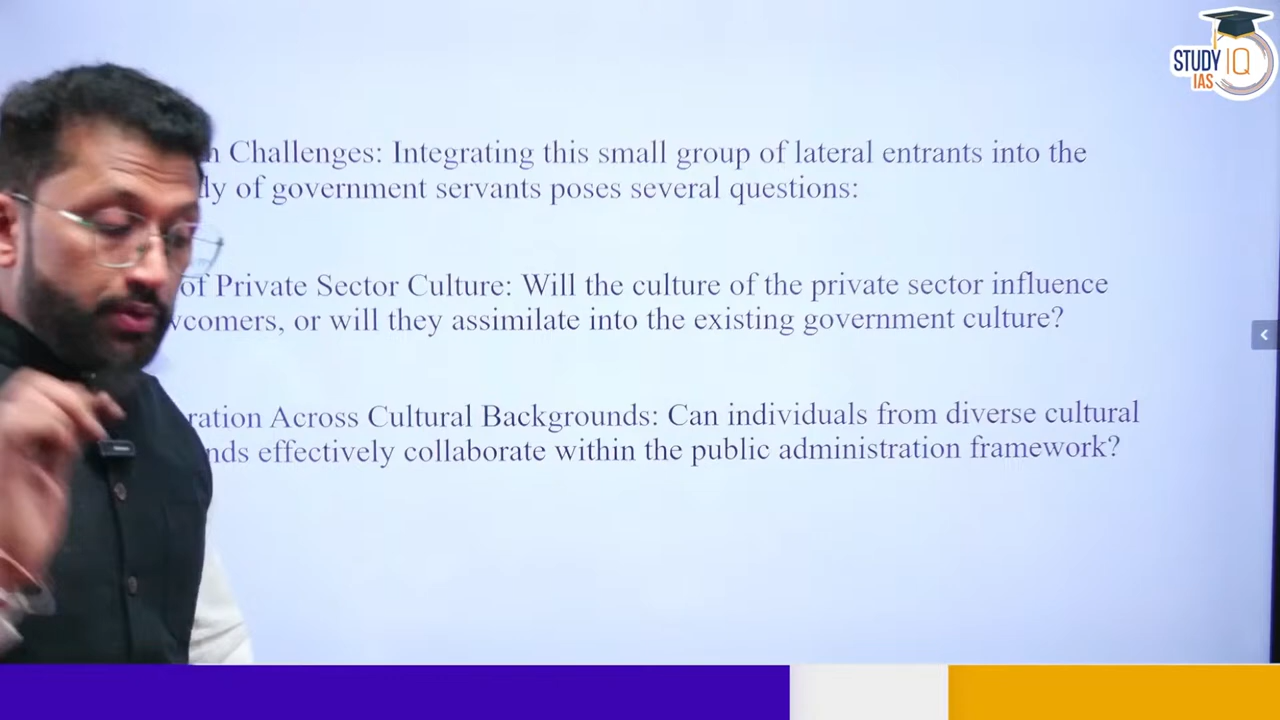 STUDY IQ
IAS
n Challenges: Integrating this small group of lateral entrants into the
dy of government servants poses several questions:
of Private Sector Culture: Will the culture of the private sector influence
wcomers, or will they assimilate into the existing government culture?
ration Across Cultural Backgrounds: Can individuals from diverse cultural
nds effectively collaborate within the public administration framework?